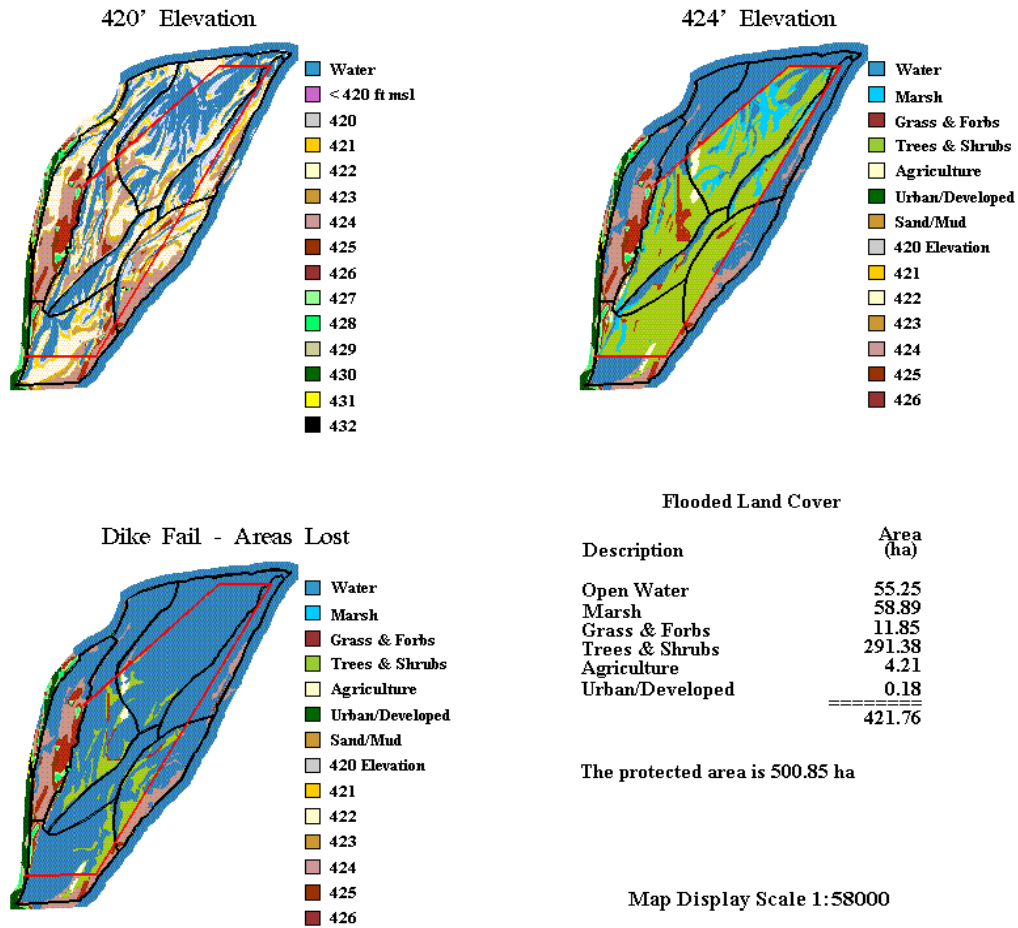 420’ Elevation
Water
< 420 ft msl
420
421
422
423
424
425
426
427
428
429
430
431
432
424’ Elevation
Water
Marsh
Grass & Forbs
Trees & Shrubs
Agriculture
Urban/Developed
Sand/Mud
420 Elevation
421
422
423
424
425
426
Dike Fail - Areas Lost
Water
Marsh
Grass & Forbs
Trees & Shrubs
Agriculture
Urban/Developed
Sand/Mud
420 Elevation
421
422
423
424
425
426
Flooded Land Cover
Description Area (ha)
Open Water 55.25
Marsh 58.89
Grass & Forbs 11.85
Trees & Shrubs 291.38
Agriculture 4.21
Urban/Developed 0.18
========
421.76
The protected area is 500.85 ha
Map Display Scale 1:58000